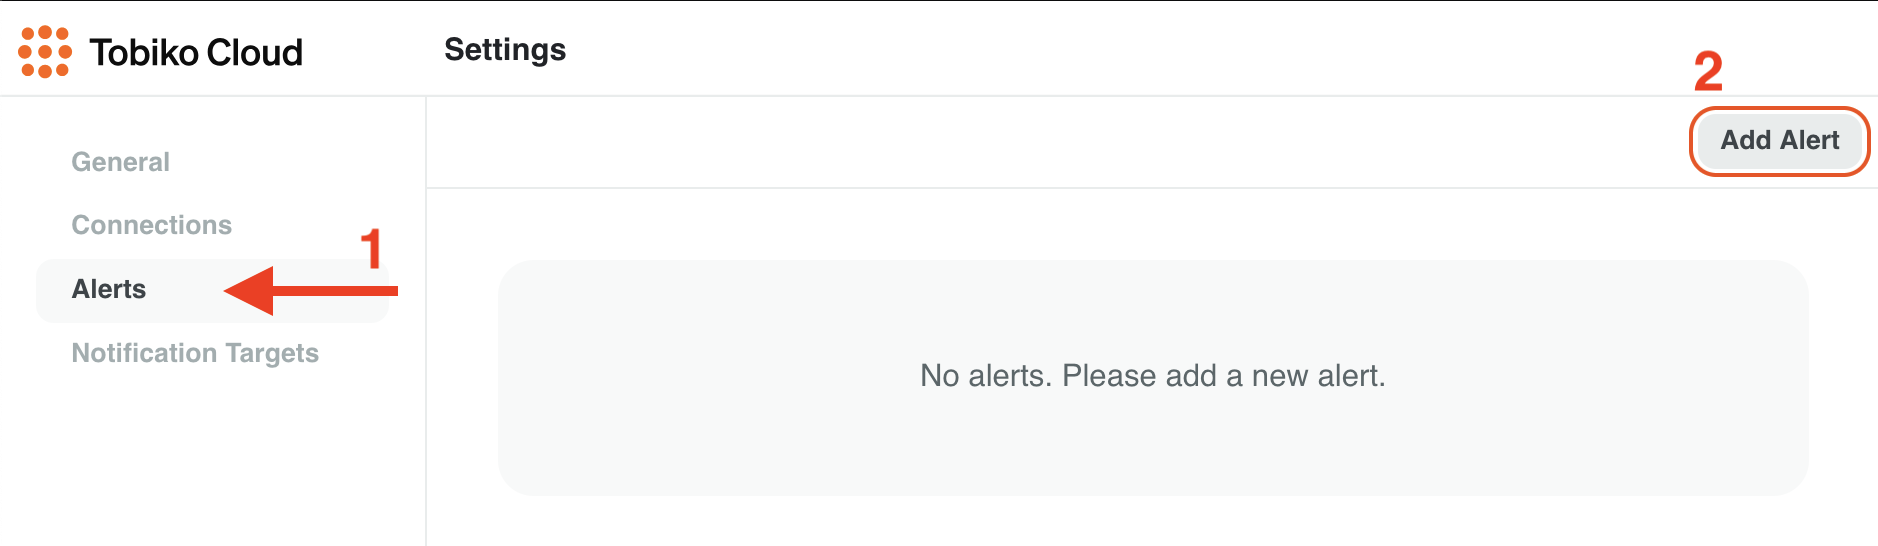 Tobiko Cloud
Settings
2
Add Alert
General
Connections
1
Alerts
Notification Targets
No alerts. Please add a new alert.